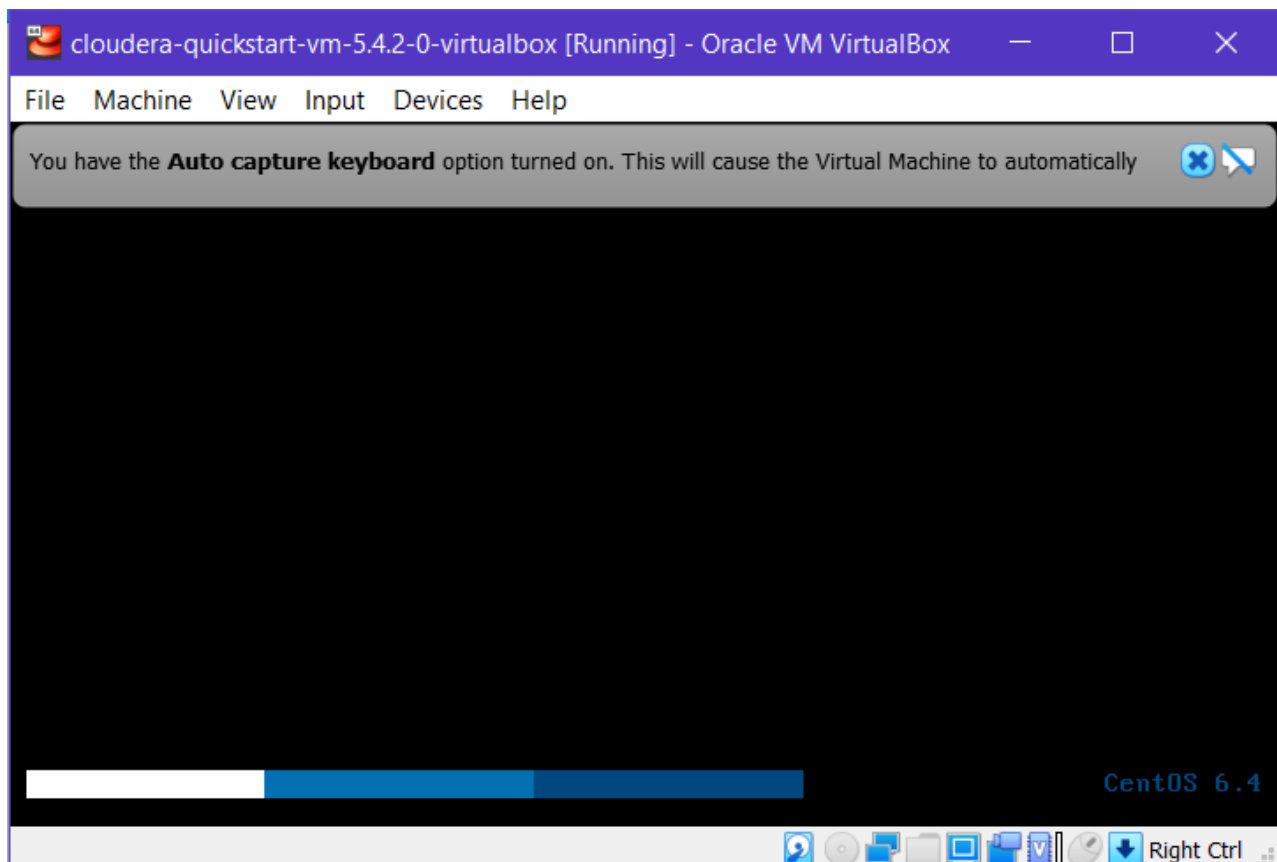 cloudera-quickstart-vm-5.4.2-0-virtualbox [Running] - Oracle VM VirtualBox
File Machine View Input Devices Help
You have the Auto capture keyboard option turned on. This will cause the Virtual Machine to automatically
CentOS 6.4
Right Ctrl